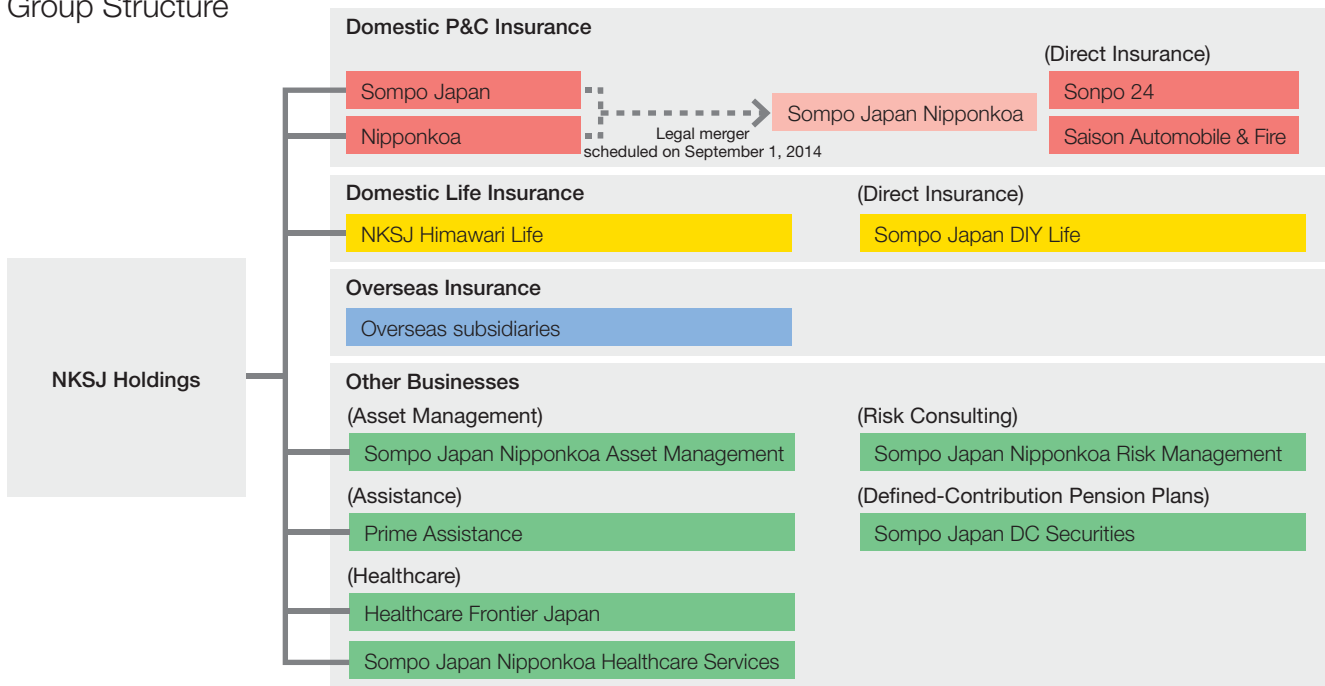 Group Structure
Domestic P&C Insurance
(Direct Insurance)
Sompo Japan
Sompo Japan Nipponkoa
Sonpo 24
Nipponkoa
Legal merger
scheduled on September 1, 2014
Saison Automobile & Fire
Domestic Life Insurance
(Direct Insurance)
NKSJ Himawari Life
Sompo Japan DIY Life
Overseas Insurance
Overseas subsidiaries
NKSJ Holdings
Other Businesses
(Asset Management)
(Risk Consulting)
Sompo Japan Nipponkoa Asset Management
Sompo Japan Nipponkoa Risk Management
(Assistance)
(Defined-Contribution Pension Plans)
Prime Assistance
Sompo Japan DC Securities
(Healthcare)
Healthcare Frontier Japan
Sompo Japan Nipponkoa Healthcare Services